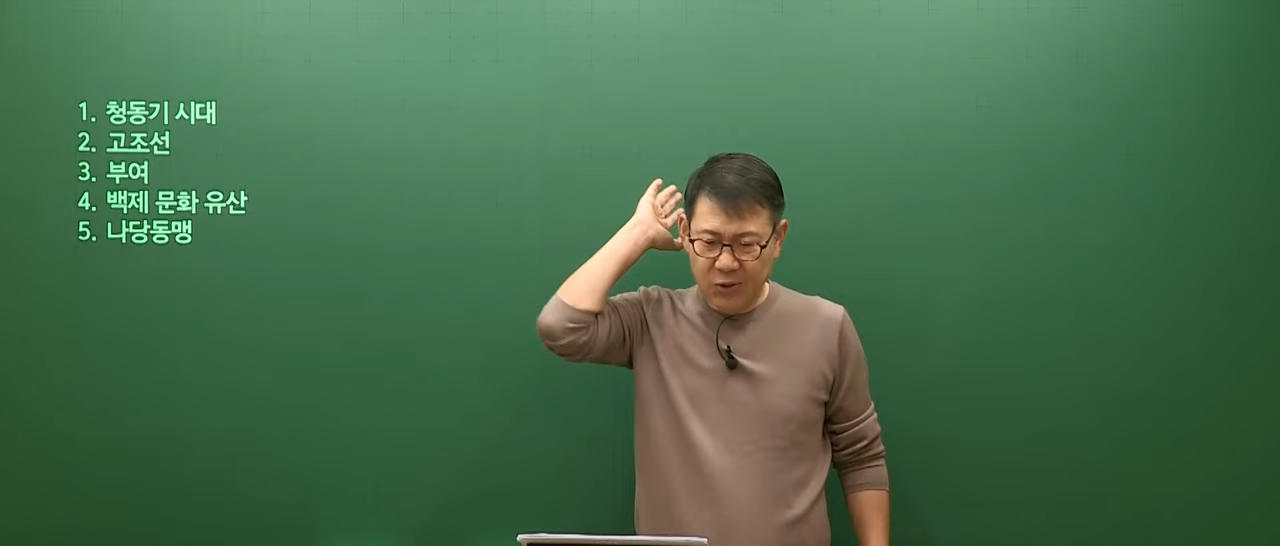 1. 청동기 시대
2. 고조선
3. 부여
4. 백제 문화 유산
5. 나당동맹